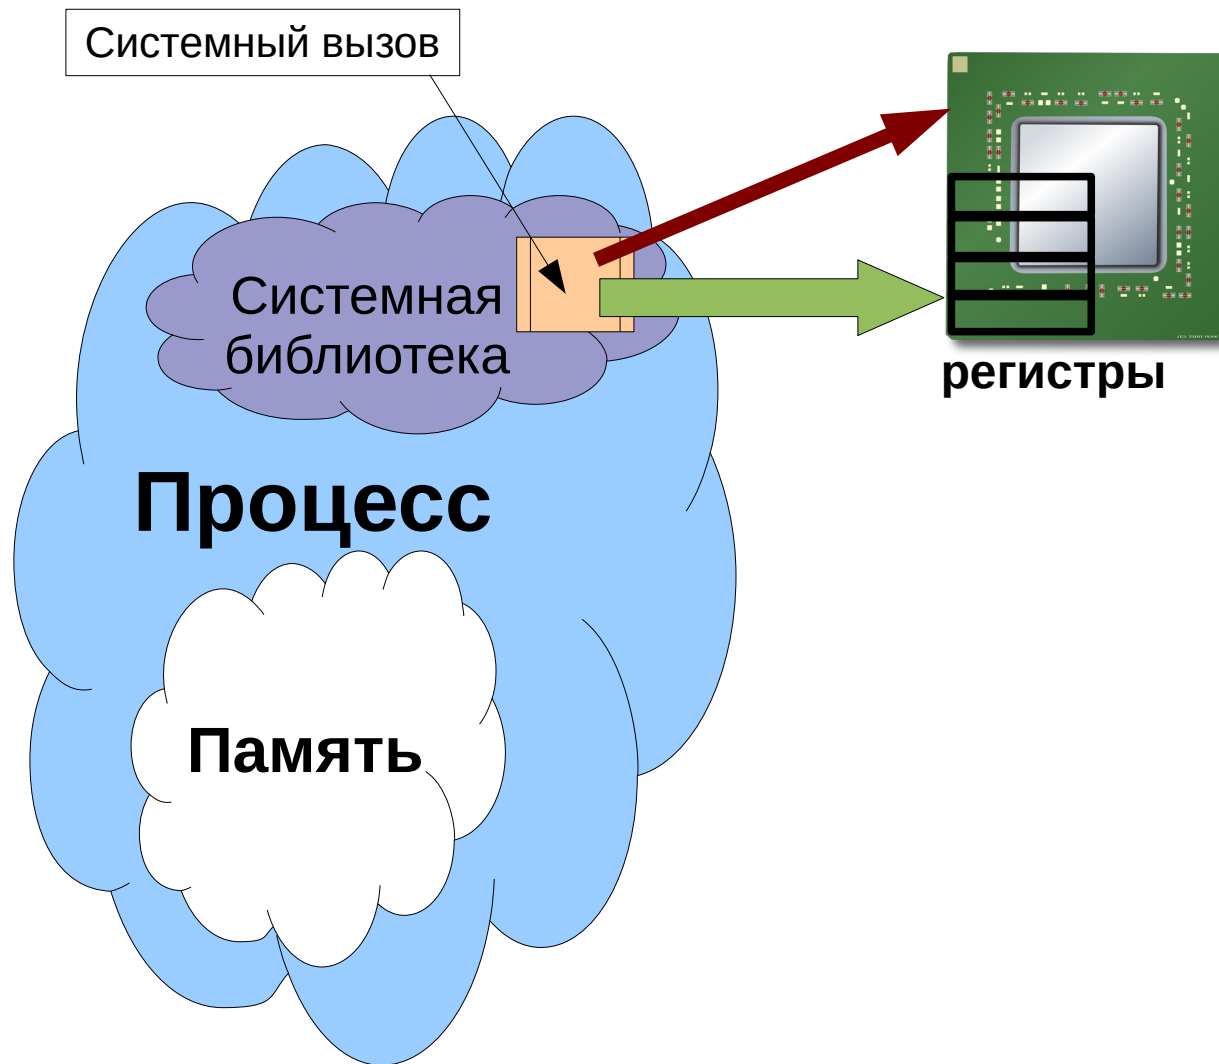 Системный вызов
Системная
библиотека
регистры
Процесс
Память